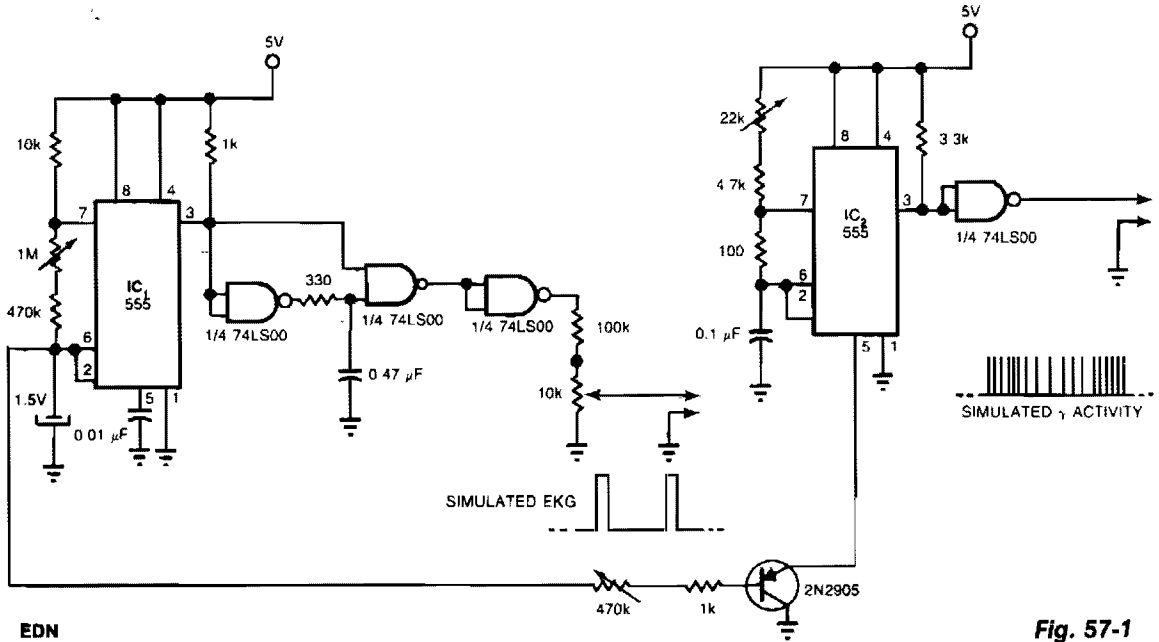 5V
10k
1k
8
4
7
3
1M
IC1
555
470k
6
2
1.5V
5
1
0 01 µF
330
1/4 74LS00
1/4 74LS00
1/4 74LS00
0 47 µF
100k
10k
SIMULATED EKG
5V
22k
8
4
3 3k
4 7k
7
IC2
555
3
1/4 74LS00
100
6
2
0.1 µF
5
1
SIMULATED γ ACTIVITY
470k
1k
2N2905
EDN
Fig. 57-1